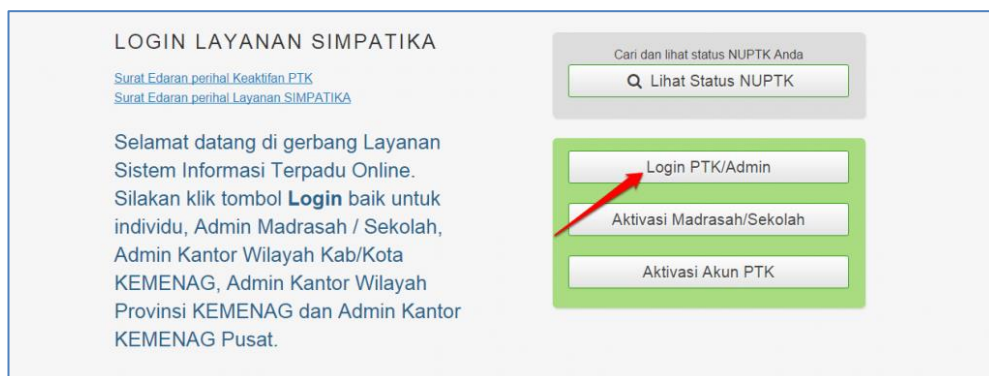 LOGIN LAYANAN SIMPATIKA
Surat Edaran perihal Keaktifan PTK
Surat Edaran perihal Layanan SIMPATIKA
Selamat datang di gerbang Layanan
Sistem Informasi Terpadu Online.
Silakan klik tombol Login baik untuk
individu, Admin Madrasah / Sekolah,
Admin Kantor Wilayah Kab/Kota
KEMENAG, Admin Kantor Wilayah
Provinsi KEMENAG dan Admin Kantor
KEMENAG Pusat.
Cari dan lihat status NUPTK Anda
Lihat Status NUPTK
Login PTK/Admin
Aktivasi Madrasah/Sekolah
Aktivasi Akun PTK